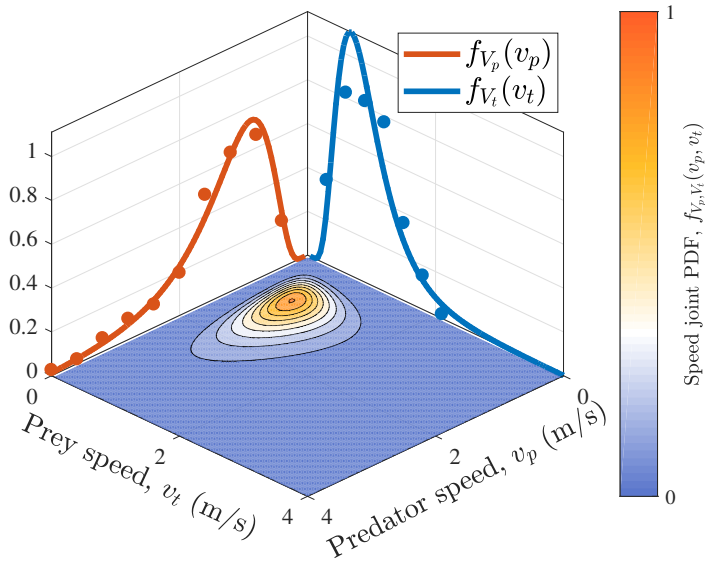 f_{V_p}(v_p)
f_{V_t}(v_t)
1
0.8
0.6
0.4
0.2
0
0
2
4
Prey speed, v_t (m/s)
4
2
0
Predator speed, v_p (m/s)
1
0
Speed joint PDF, f_{V_p,V_t}(v_p, v_t)